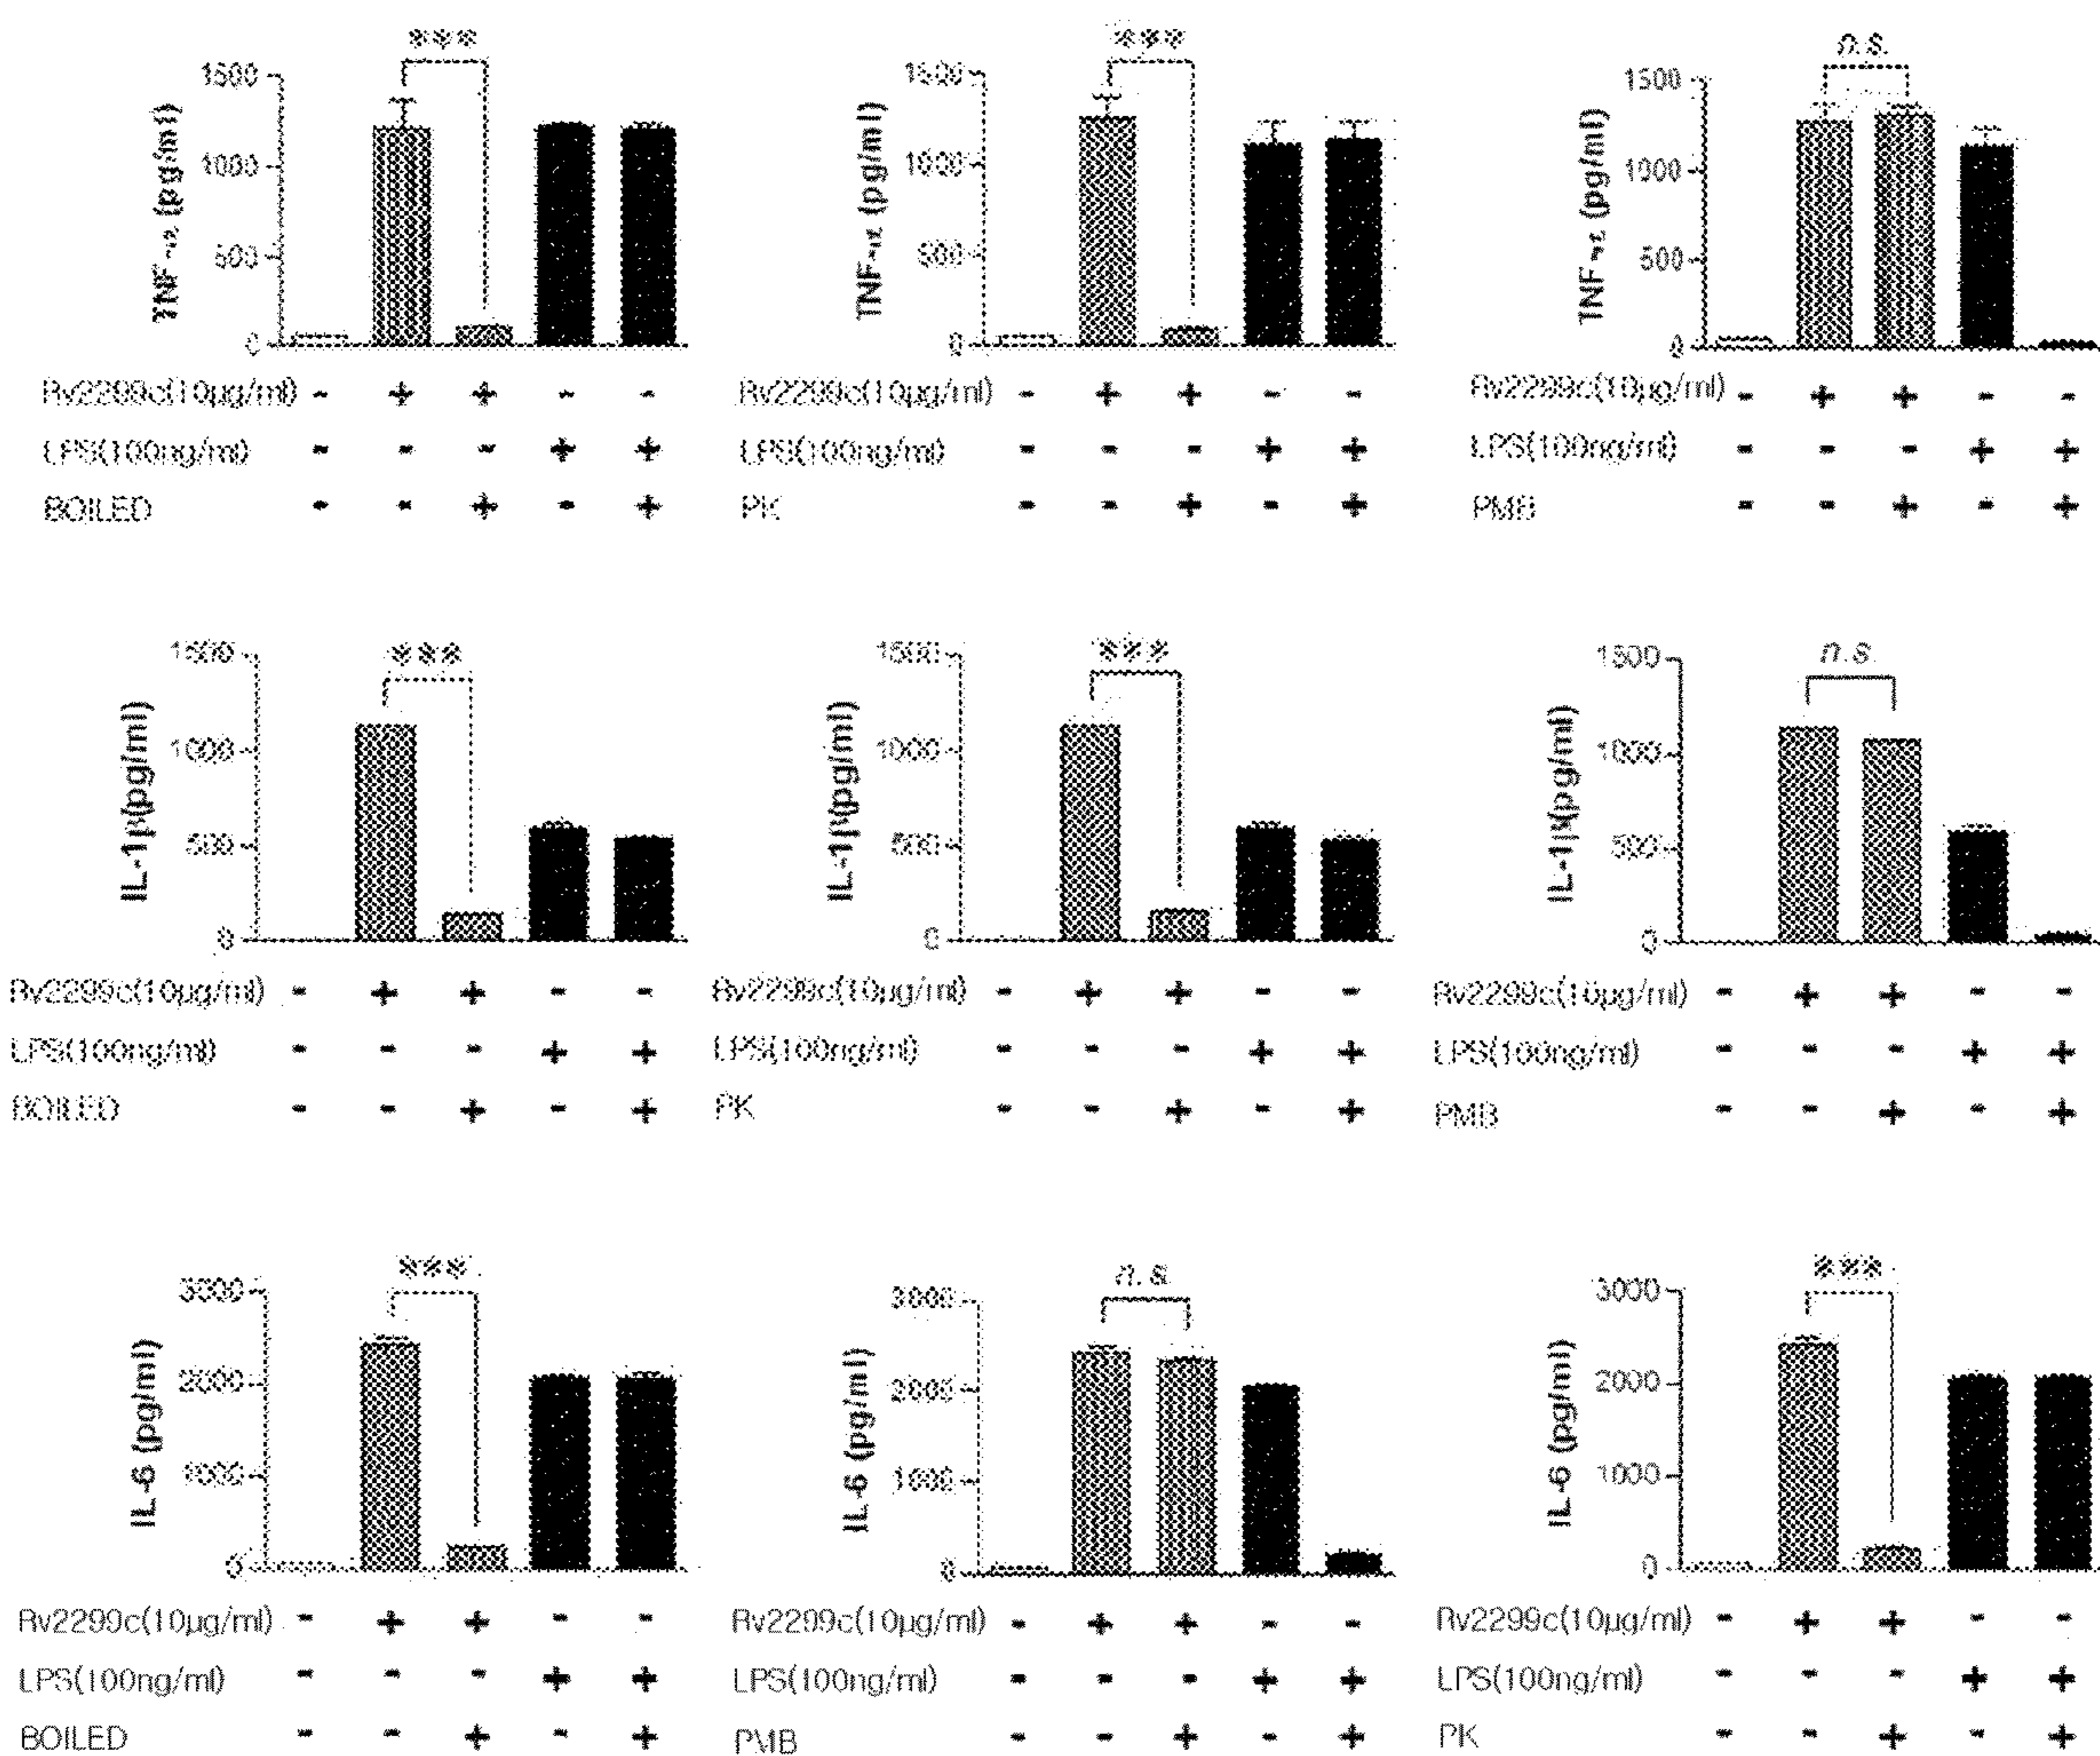 ***
1500
1000
500
0
TNF-α (pg/ml)
Rv2299c(10μg/ml) - + + - -
LPS(100ng/ml) - - - + +
BOILED - - + - +
***
1500
1000
500
0
TNF-α (pg/ml)
Rv2299c(10μg/ml) - + + - -
LPS(100ng/ml) - - - + +
PK - - + - +
n.s.
1500
1000
500
0
TNF-α (pg/ml)
Rv2299c(10μg/ml) - + + - -
LPS(100ng/ml) - - - + +
PMB - - + - +
***
1500
1000
500
0
IL-1β(pg/ml)
Rv2299c(10μg/ml) - + + - -
LPS(100ng/ml) - - - + +
BOILED - - + - +
***
1500
1000
500
0
IL-1β(pg/ml)
Rv2299c(10μg/ml) - + + - -
LPS(100ng/ml) - - - + +
PK - - + - +
n.s.
1500
1000
500
0
IL-1β(pg/ml)
Rv2299c(10μg/ml) - + + - -
LPS(100ng/ml) - - - + +
PMB - - + - +
***
3000
2000
1000
0
IL-6 (pg/ml)
Rv2299c(10μg/ml) - + + - -
LPS(100ng/ml) - - - + +
BOILED - - + - +
n.s.
3000
2000
1000
0
IL-6 (pg/ml)
Rv2299c(10μg/ml) - + + - -
LPS(100ng/ml) - - - + +
PMB - - + - +
***
3000
2000
1000
0
IL-6 (pg/ml)
Rv2299c(10μg/ml) - + + - -
LPS(100ng/ml) - - - + +
PK - - + - +